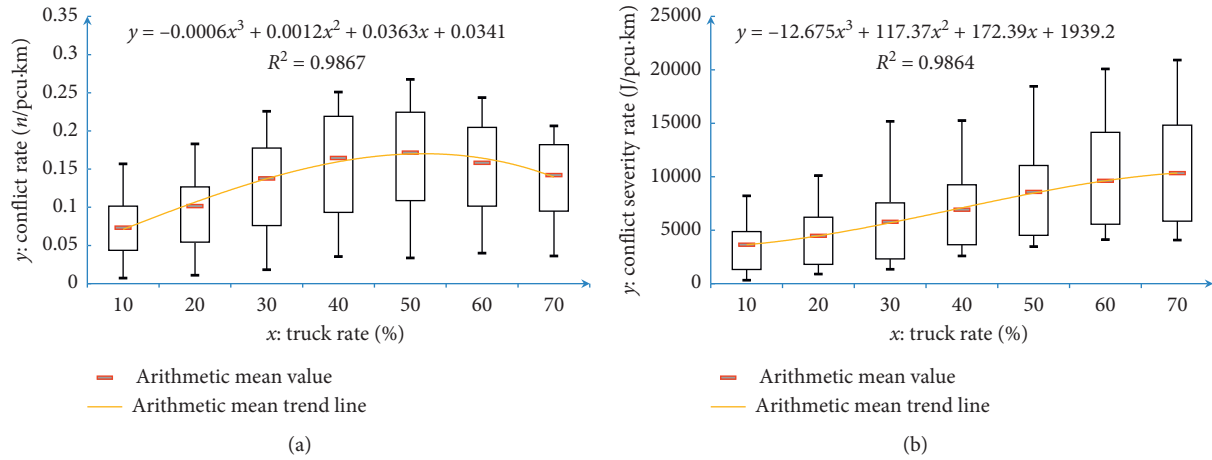 y = −0.0006x³ + 0.0012x² + 0.0363x + 0.0341
R² = 0.9867
y: conflict rate (n/pcu·km)
0.35
0.3
0.25
0.2
0.15
0.1
0.05
0
10 20 30 40 50 60 70
x: truck rate (%)
Arithmetic mean value
Arithmetic mean trend line
(a)
y = −12.675x³ + 117.37x² + 172.39x + 1939.2
R² = 0.9864
y: conflict severity rate (J/pcu·km)
25000
20000
15000
10000
5000
0
10 20 30 40 50 60 70
x: truck rate (%)
Arithmetic mean value
Arithmetic mean trend line
(b)